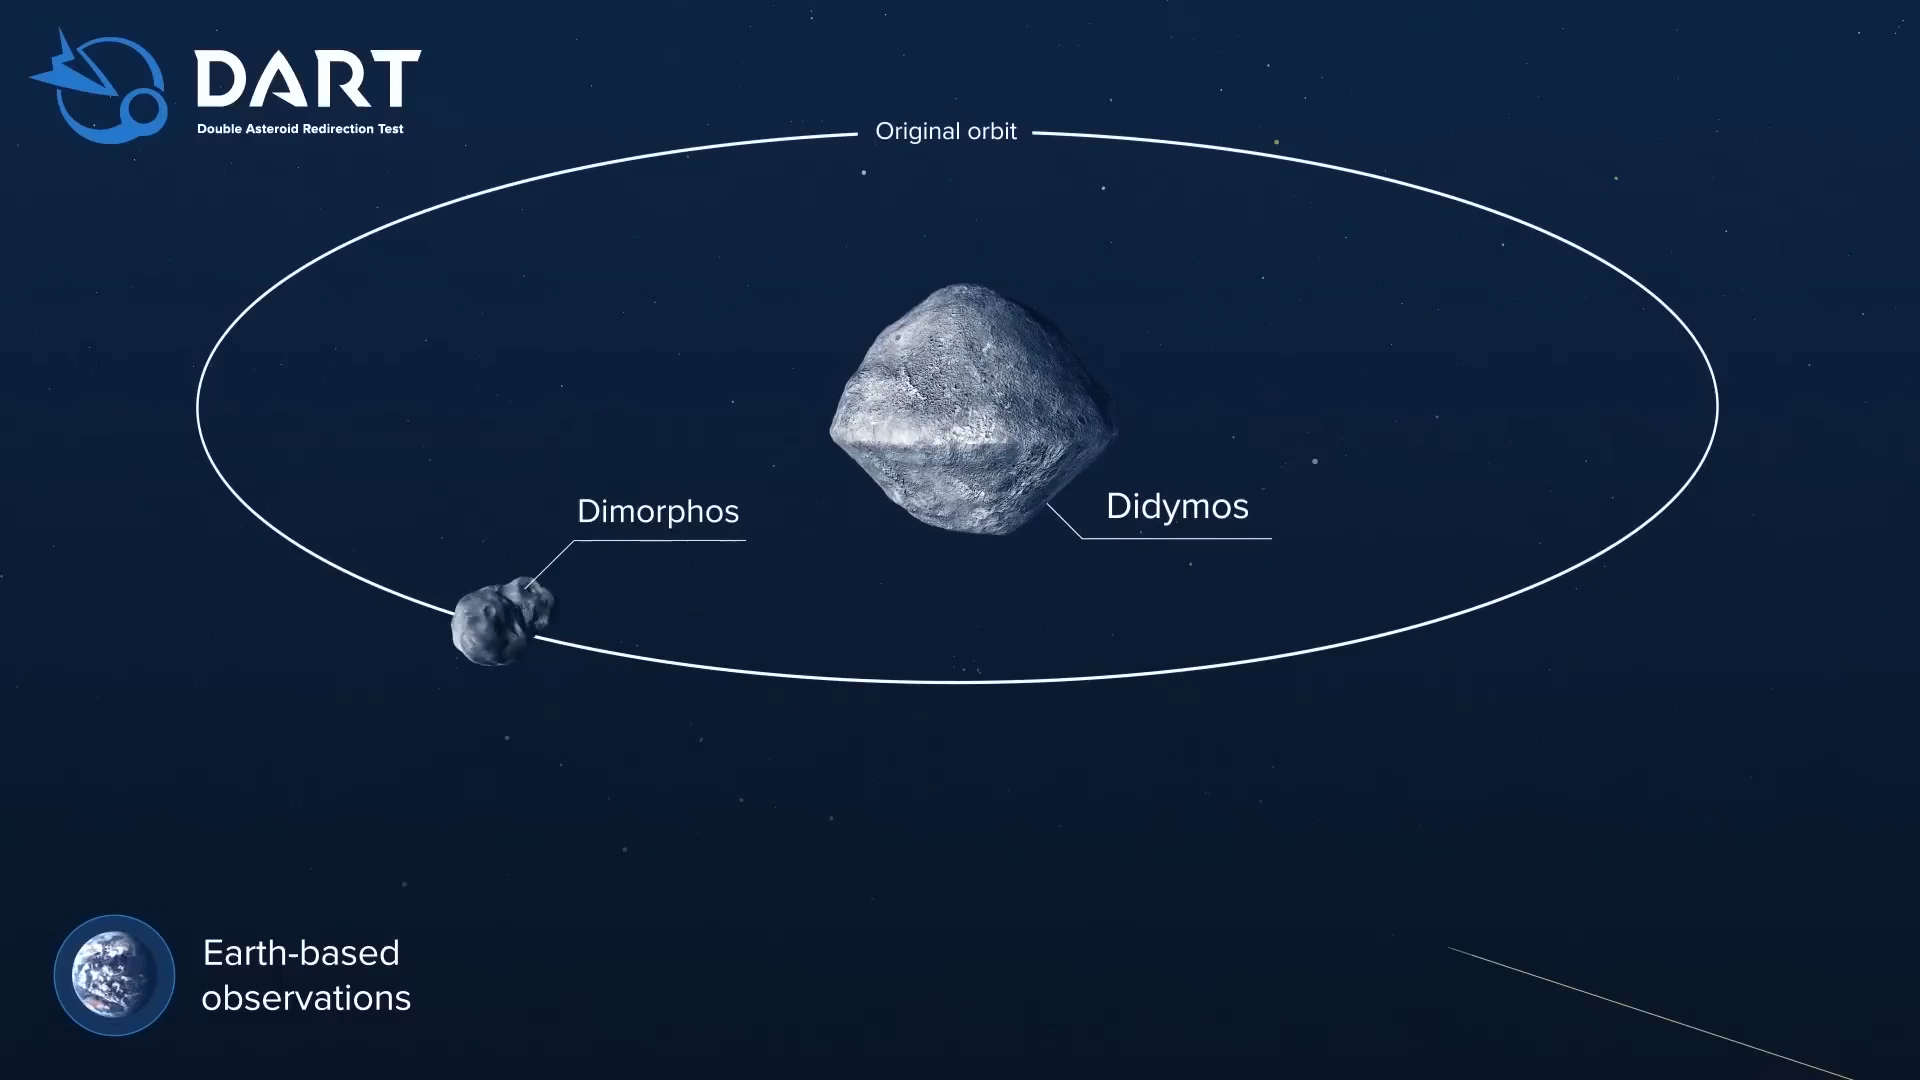 DART
Double Asteroid Redirection Test
Original orbit
Dimorphos
Didymos
Earth-based
observations